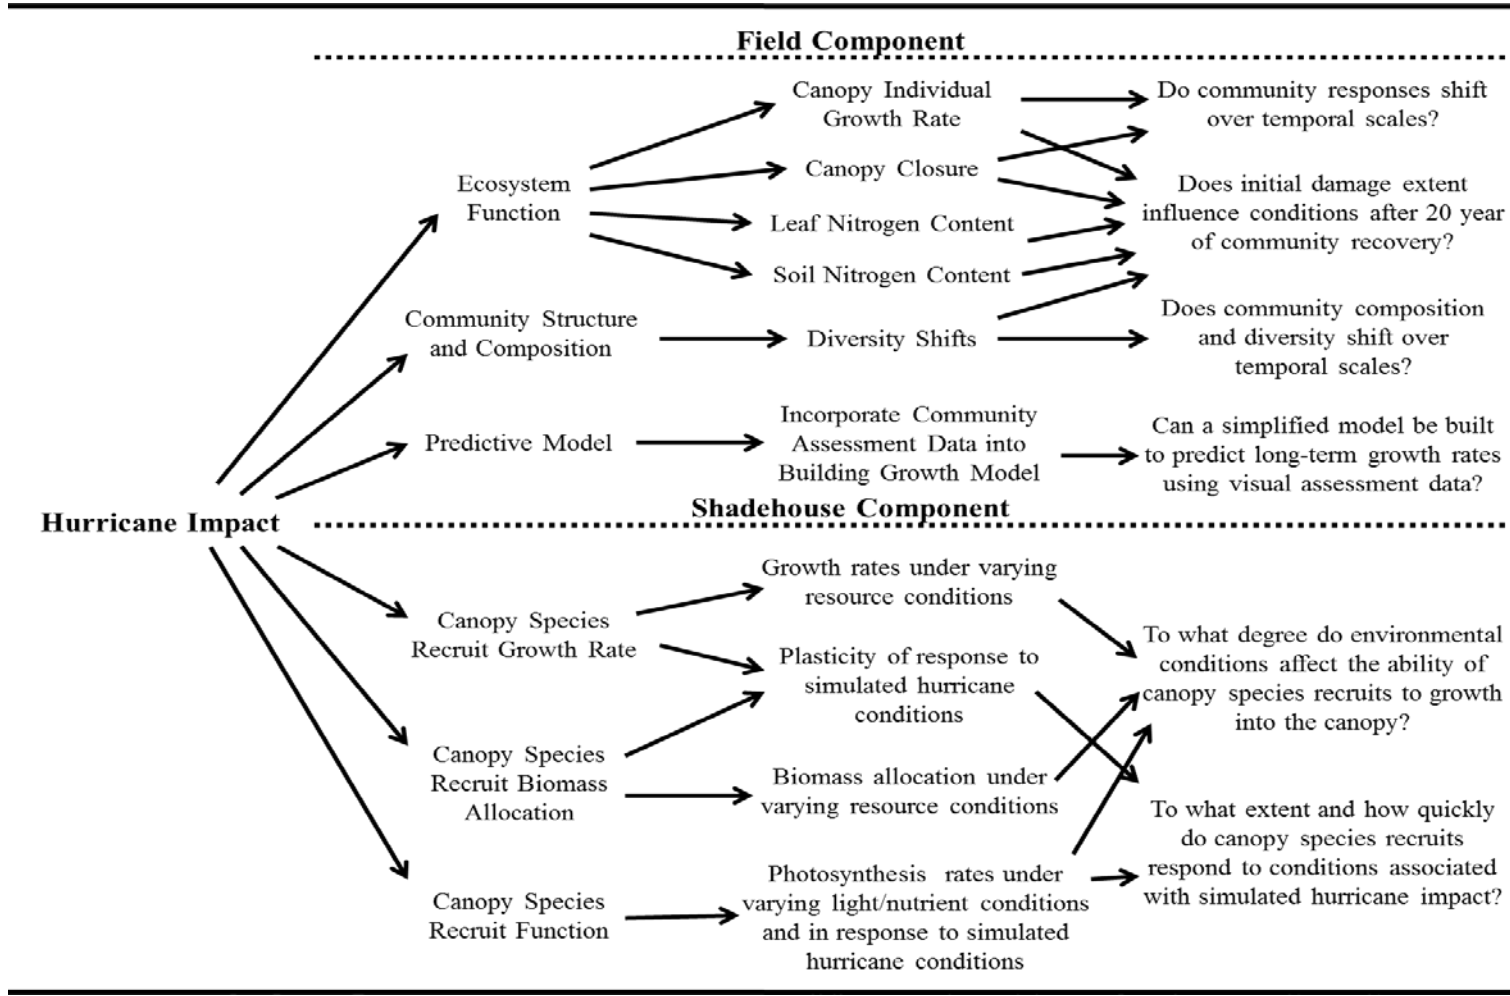 Field Component
Canopy Individual
Growth Rate
Do community responses shift
over temporal scales?
Ecosystem
Function
Canopy Closure
Does initial damage extent
influence conditions after 20 year
of community recovery?
Leaf Nitrogen Content
Soil Nitrogen Content
Community Structure
and Composition
Diversity Shifts
Does community composition
and diversity shift over
temporal scales?
Predictive Model
Incorporate Community
Assessment Data into
Building Growth Model
Can a simplified model be built
to predict long-term growth rates
using visual assessment data?
Hurricane Impact
Shadehouse Component
Growth rates under varying
resource conditions
Canopy Species
Recruit Growth Rate
Plasticity of response to
simulated hurricane
conditions
To what degree do environmental
conditions affect the ability of
canopy species recruits to growth
into the canopy?
Canopy Species
Recruit Biomass
Allocation
Biomass allocation under
varying resource conditions
To what extent and how quickly
do canopy species recruits
respond to conditions associated
with simulated hurricane impact?
Canopy Species
Recruit Function
Photosynthesis rates under
varying light/nutrient conditions
and in response to simulated
hurricane conditions